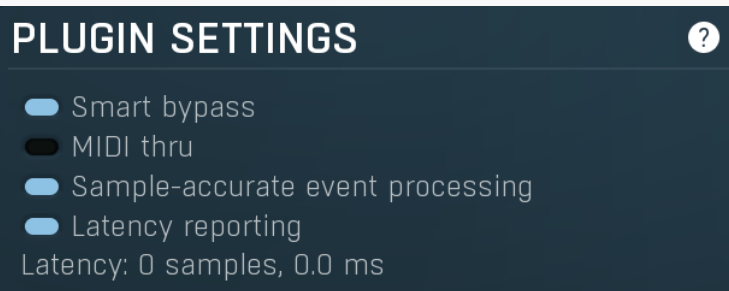 PLUGIN SETTINGS ?
Smart bypass
MIDI thru
Sample-accurate event processing
Latency reporting
Latency: 0 samples, 0.0 ms